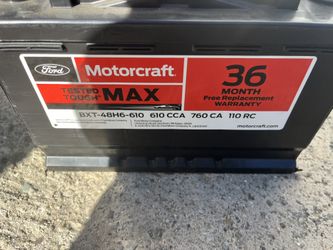 Ford
Motorcraft
TESTED
TOUGH
MAX
BXT-48H6-610 610 CCA 760 CA 110 RC
36
MONTH
Free Replacement
WARRANTY
motorcraft.com